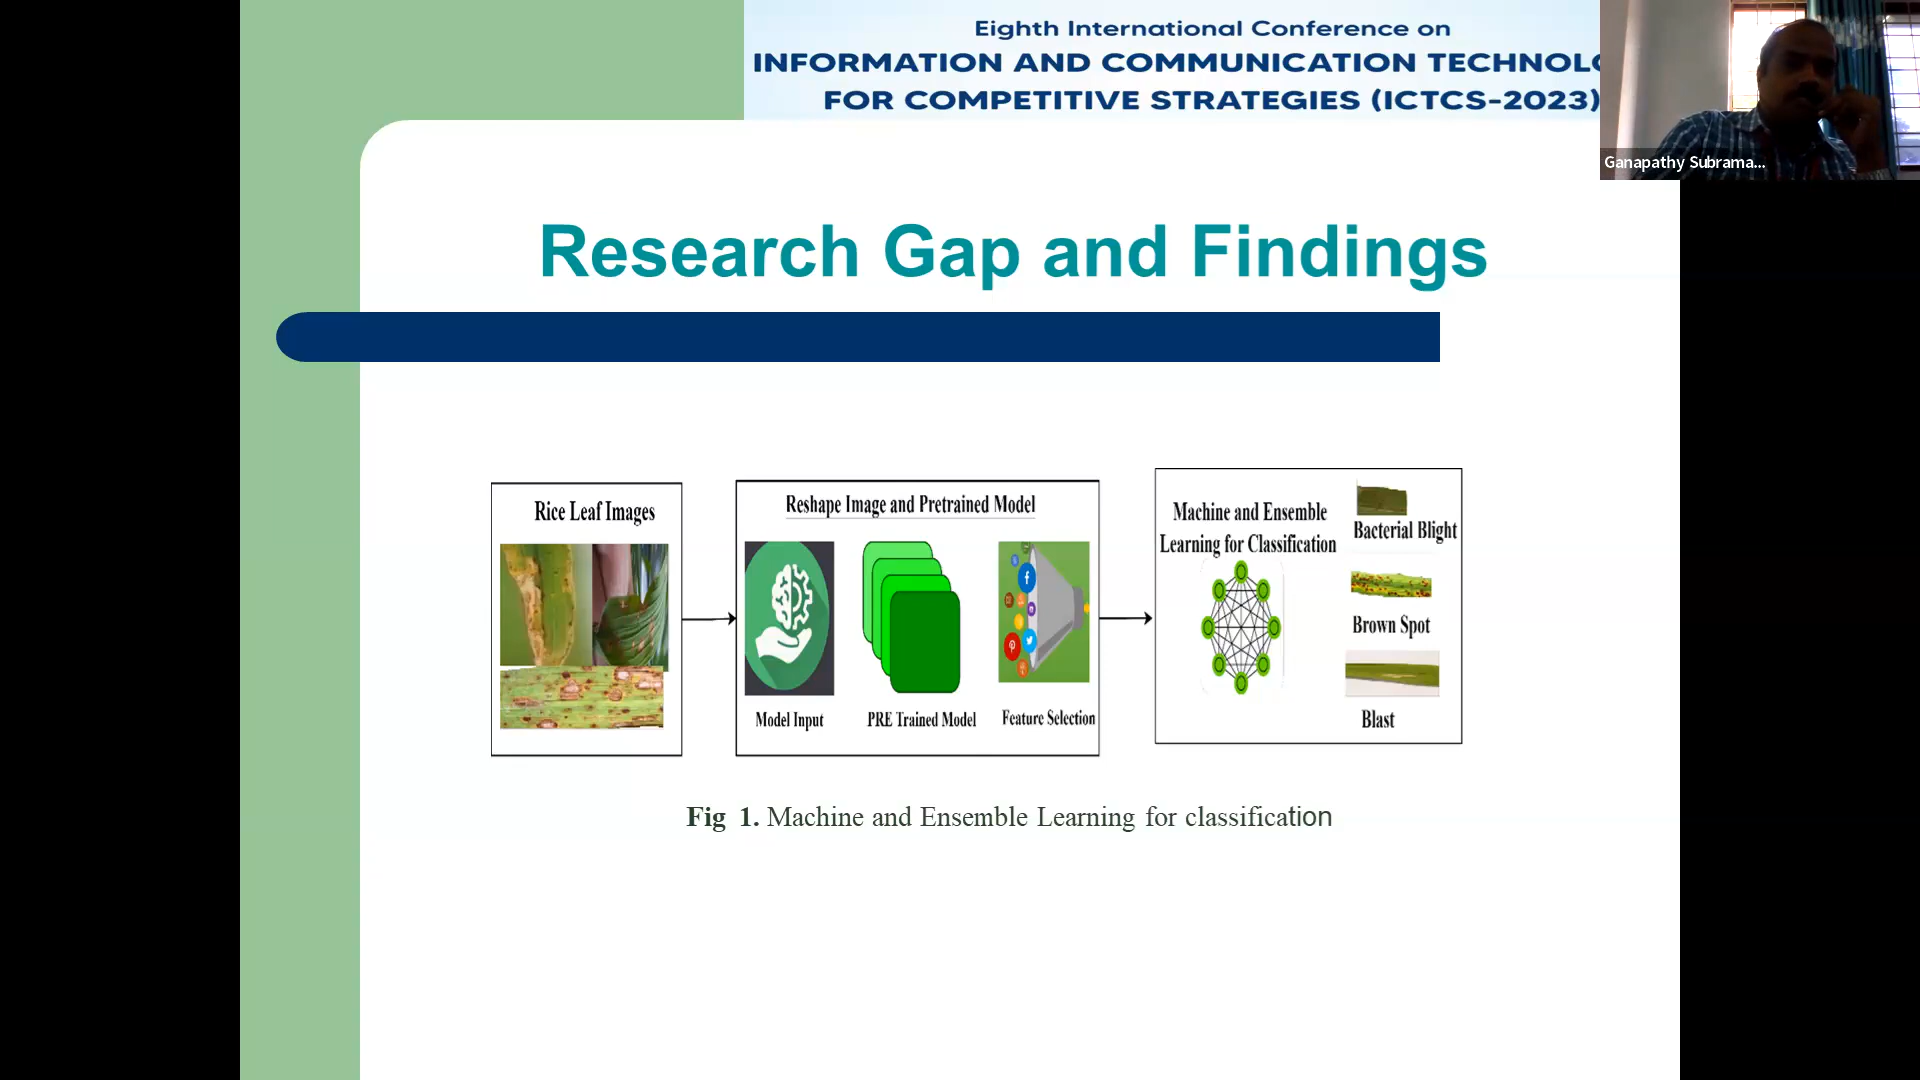 Eighth International Conference on
INFORMATION AND COMMUNICATION TECHNOLO
FOR COMPETITIVE STRATEGIES (ICTCS-2023)
Ganapathy Subrama...
Research Gap and Findings
Rice Leaf Images
Reshape Image and Pretrained Model
Model Input
PRE Trained Model
Feature Selection
Machine and Ensemble
Learning for Classification
Bacterial Blight
Brown Spot
Blast
Fig 1. Machine and Ensemble Learning for classification